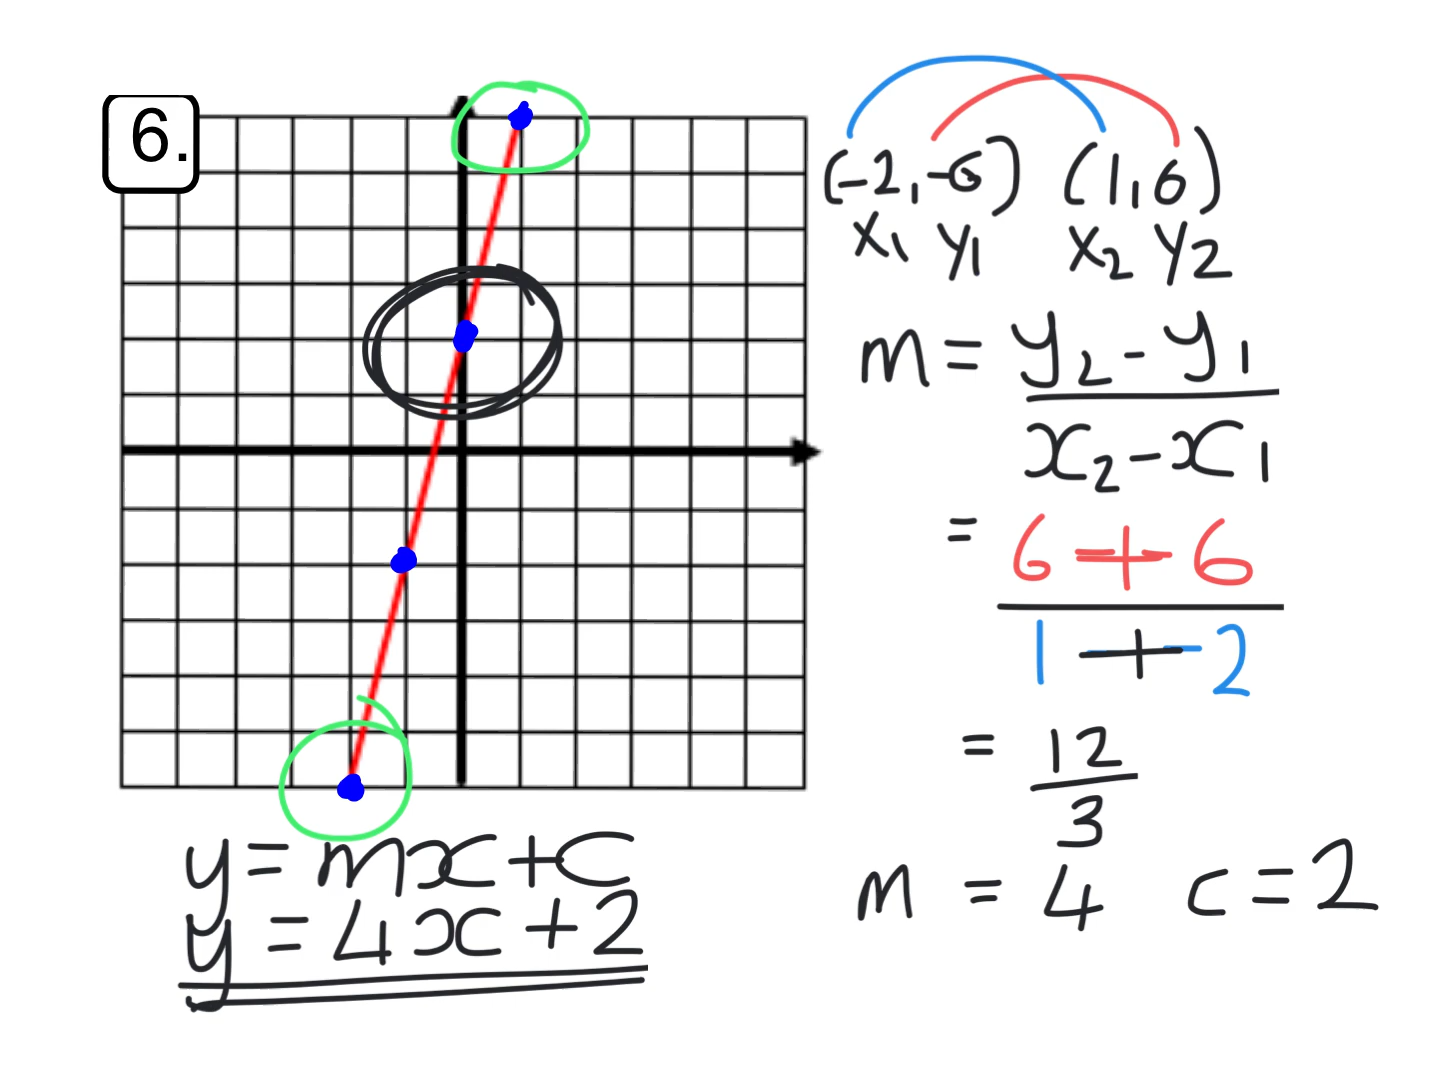 6.
(-2,-6) (1,6)
x₁ y₁ x₂ y₂
m = y₂-y₁
x₂-x₁
= 6 -+- 6
1 -+- 2
= 12
3
m = 4 c = 2
y = mx+c
y = 4x+2